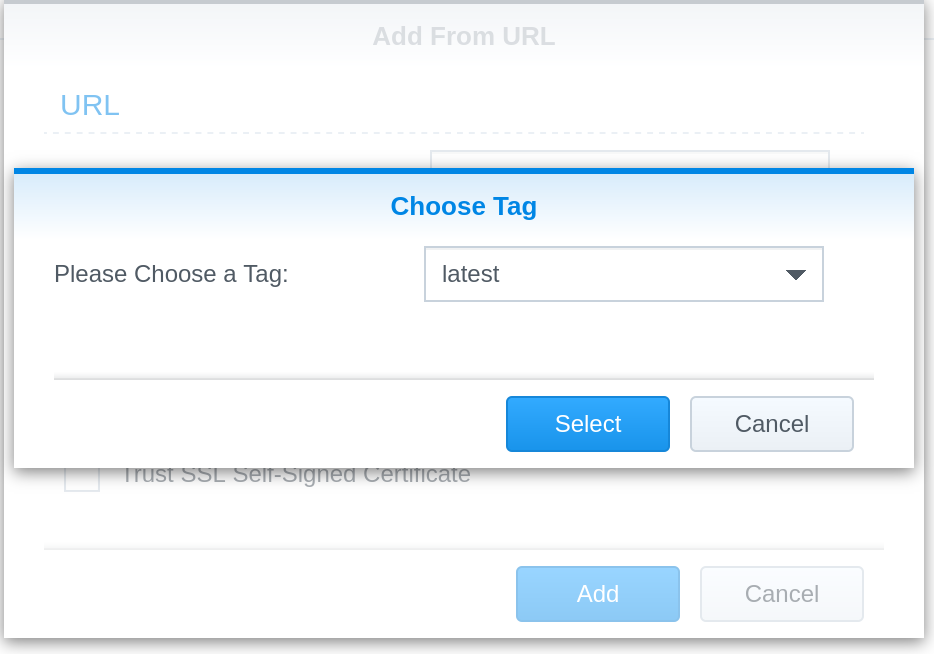 Add From URL
URL
Choose Tag
Please Choose a Tag:
latest
Select
Cancel
Trust SSL Self-Signed Certificate
Add
Cancel